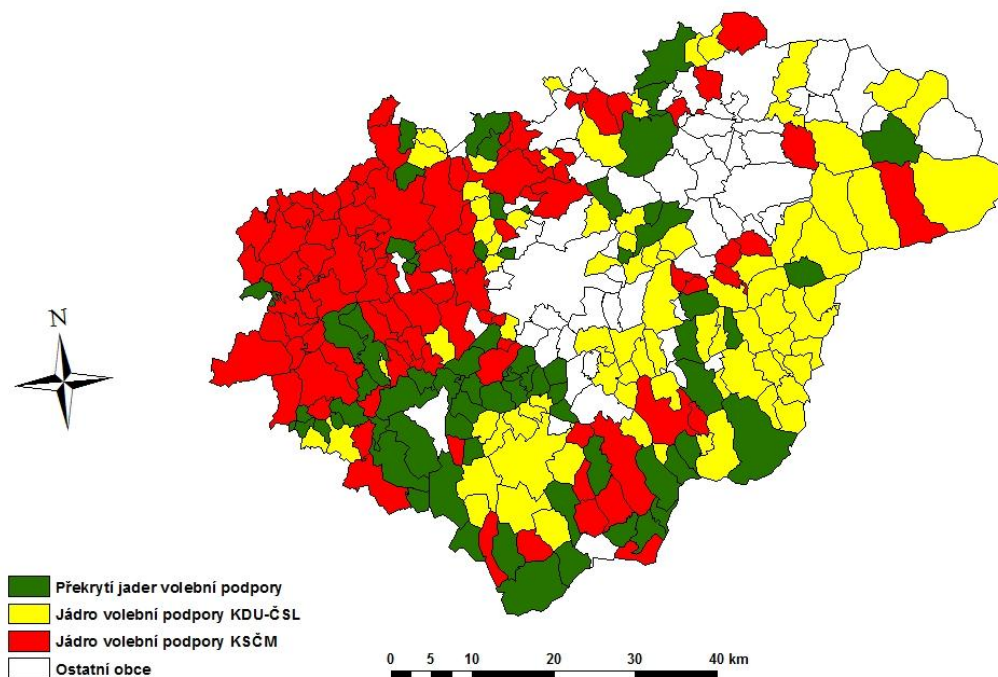 N
Překrytí jader volební podpory
Jádro volební podpory KDU-ČSL
Jádro volební podpory KSČM
Ostatní obce
0 5 10 20 30 40 km